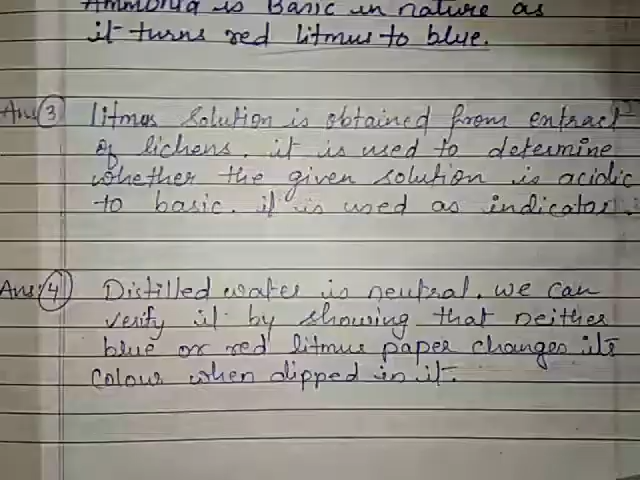 Ammonia is Basic in nature as
it turns red litmus to blue.
Ans 3 litmus solution is obtained from extract
of lichens. it is used to determine
whether the given solution is acidic
to basic. it is used as indicator.
Ans: 4 Distilled water is neutral. we can
verify it by showing that neither
blue or red litmus paper changes its
colour when dipped in it.